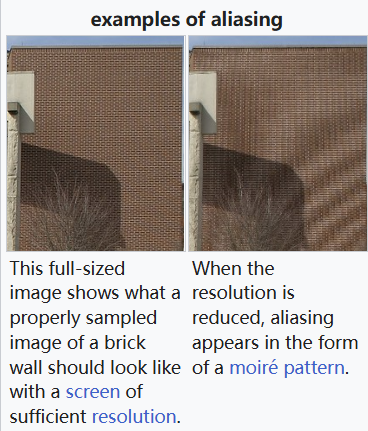 examples of aliasing
This full-sized
image shows what a
properly sampled
image of a brick
wall should look like
with a screen of
sufficient resolution.
When the
resolution is
reduced, aliasing
appears in the form
of a moiré pattern.